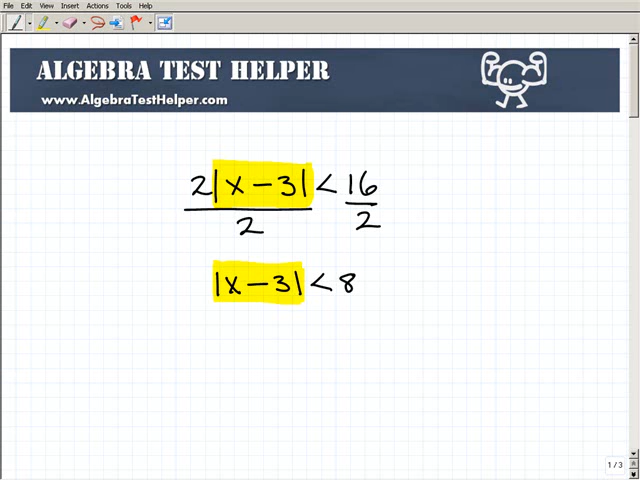 File Edit View Insert Actions Tools Help
ALGEBRA TEST HELPER
www.AlgebraTestHelper.com
2|x − 3| < 16
2 2
|x − 3| < 8
1/3